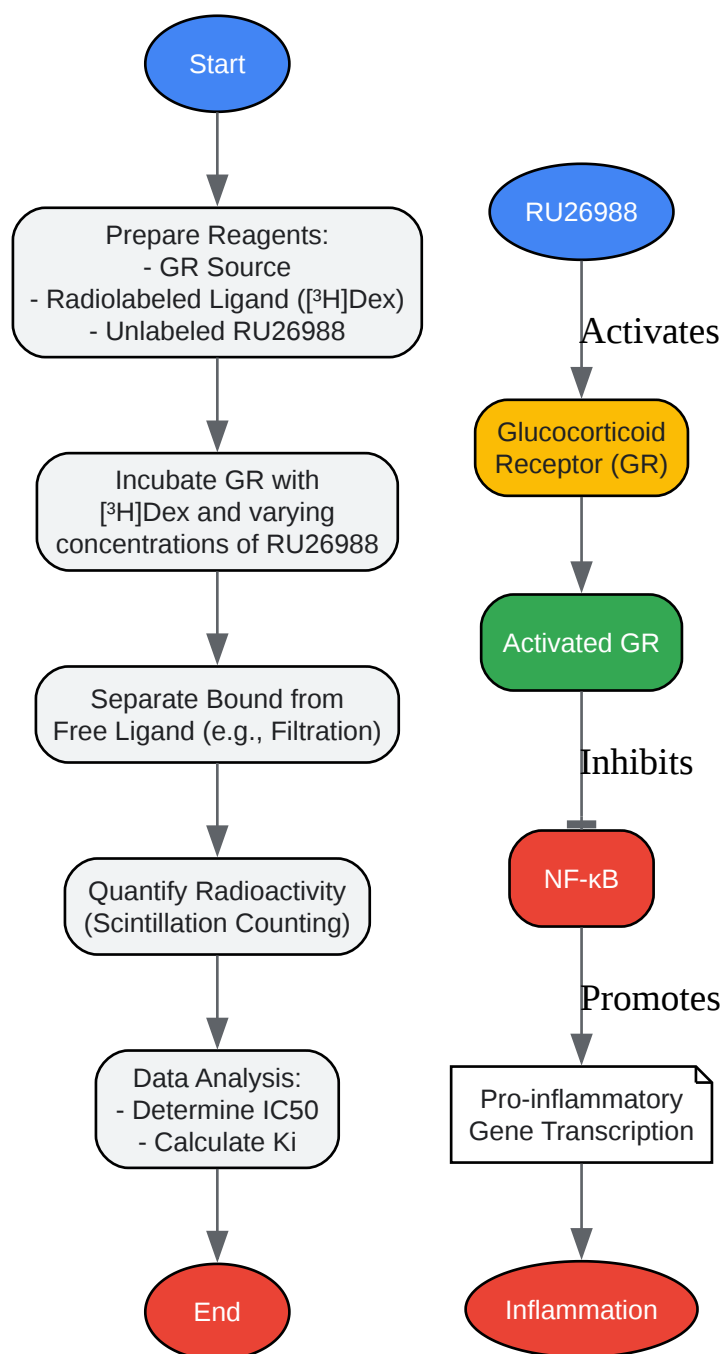 Start
Prepare Reagents:
- GR Source
- Radiolabeled Ligand ([³H]Dex)
- Unlabeled RU26988
Incubate GR with
[³H]Dex and varying
concentrations of RU26988
Separate Bound from
Free Ligand (e.g., Filtration)
Quantify Radioactivity
(Scintillation Counting)
Data Analysis:
- Determine IC50
- Calculate Ki
End
RU26988
Activates
Glucocorticoid
Receptor (GR)
Activated GR
Inhibits
NF-κB
Promotes
Pro-inflammatory
Gene Transcription
Inflammation